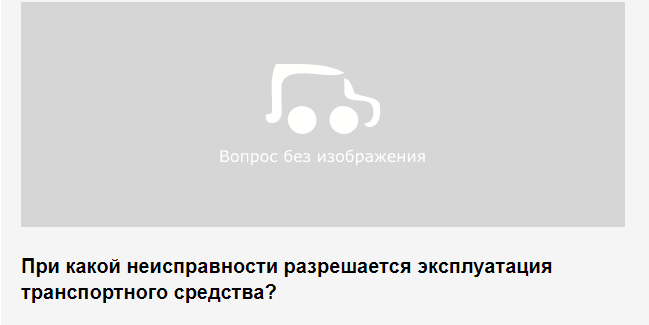 Вопрос без изображения
При какой неисправности разрешается эксплуатация
транспортного средства?